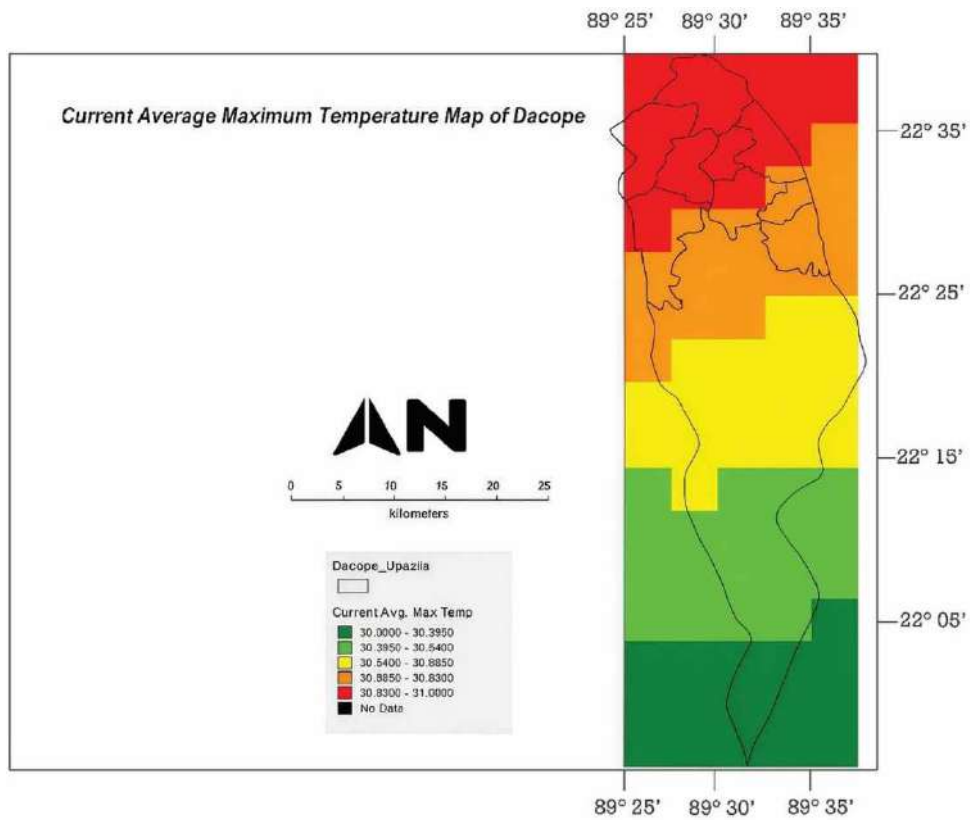 89° 25’ 89° 30’ 89° 35’
Current Average Maximum Temperature Map of Dacope
22° 35’
22° 25’
N
22° 15’
0 5 10 15 20 25
kilometers
Dacope_Upazila
Current Avg. Max Temp
30.0000 - 30.3950
22° 05’
30.3950 - 30.5400
30.5400 - 30.8850
30.8850 - 30.8300
30.8300 - 31.0000
No Data
89° 25’ 89° 30’ 89° 35’